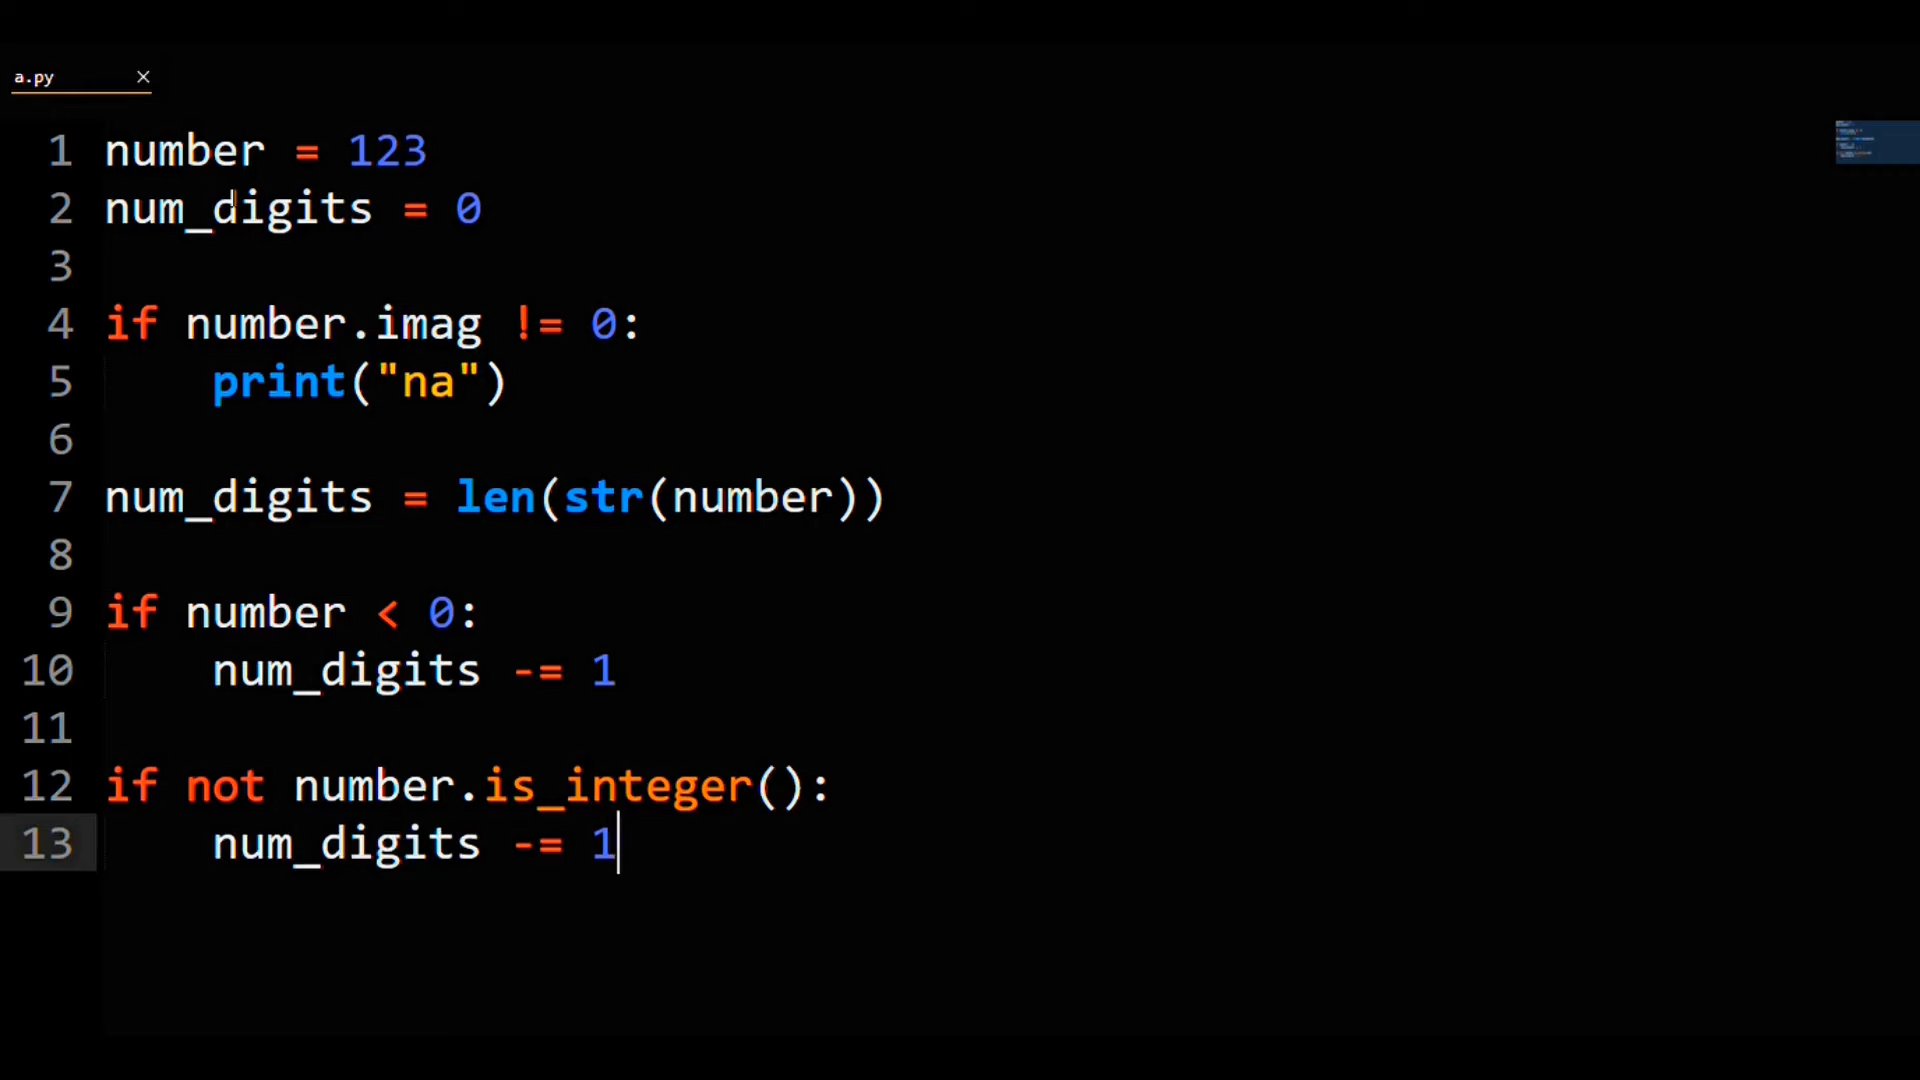 a.py ×
1 number = 123
2 num_digits = 0
3
4 if number.imag != 0:
5     print("na")
6
7 num_digits = len(str(number))
8
9 if number < 0:
10     num_digits -= 1
11
12 if not number.is_integer():
13     num_digits -= 1